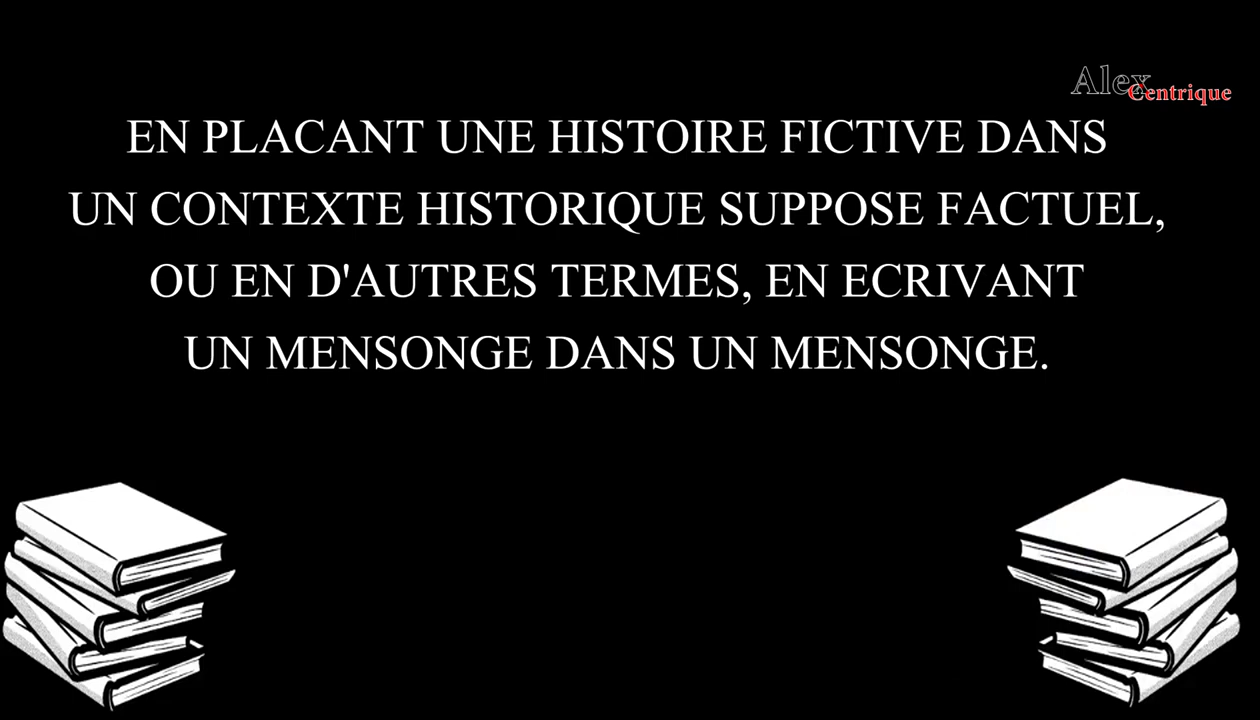 Alex
Centrique
EN PLACANT UNE HISTOIRE FICTIVE DANS
UN CONTEXTE HISTORIQUE SUPPOSE FACTUEL,
OU EN D'AUTRES TERMES, EN ECRIVANT
UN MENSONGE DANS UN MENSONGE.